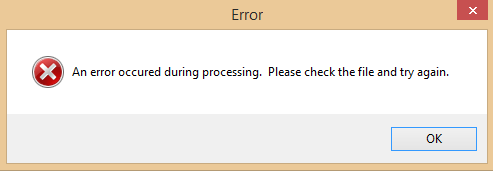 Error
An error occured during processing.  Please check the file and try again.
OK